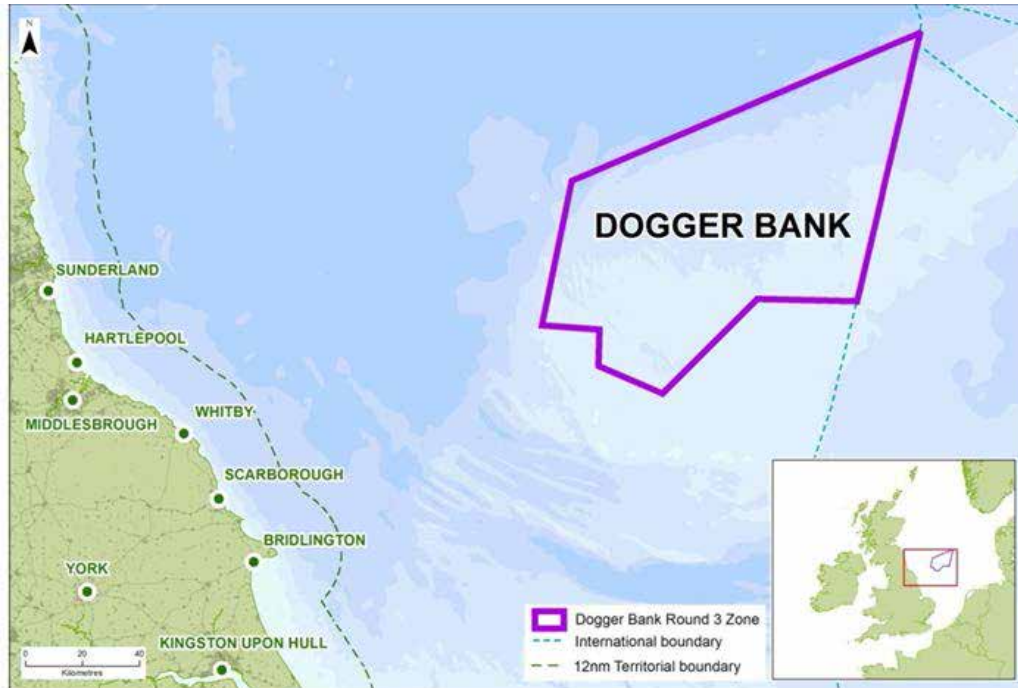 N
DOGGER BANK
SUNDERLAND
HARTLEPOOL
MIDDLESBROUGH
WHITBY
SCARBOROUGH
BRIDLINGTON
YORK
KINGSTON UPON HULL
0 20 40
Kilometres
Dogger Bank Round 3 Zone
International boundary
12nm Territorial boundary